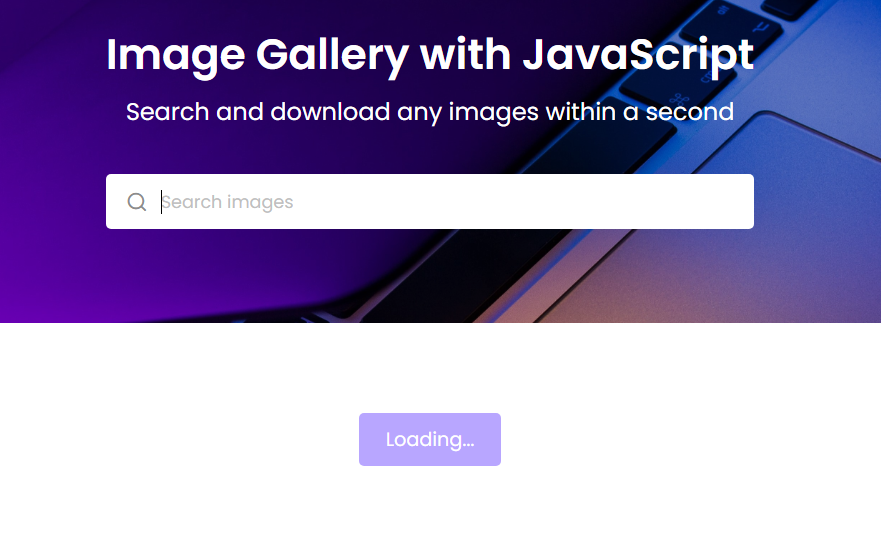 Image Gallery with JavaScript
Search and download any images within a second
Search images
Loading...